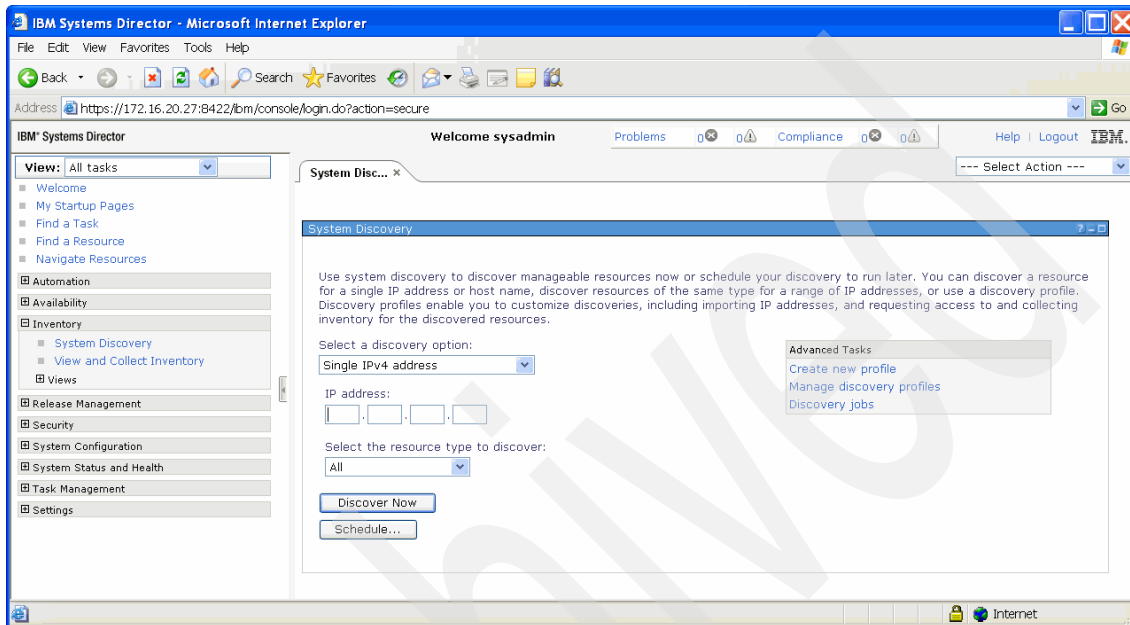 IBM Systems Director - Microsoft Internet Explorer
File Edit View Favorites Tools Help
Back Search Favorites
Address https://172.16.20.27:8422/ibm/console/login.do?action=secure Go
IBM® Systems Director Welcome sysadmin Problems 0 0 Compliance 0 0 Help | Logout IBM.
View: All tasks
System Disc... ×
--- Select Action ---
Welcome
My Startup Pages
Find a Task
Find a Resource
Navigate Resources
Automation
Availability
Inventory
System Discovery
View and Collect Inventory
Views
Release Management
Security
System Configuration
System Status and Health
Task Management
Settings
System Discovery
Use system discovery to discover manageable resources now or schedule your discovery to run later. You can discover a resource
for a single IP address or host name, discover resources of the same type for a range of IP addresses, or use a discovery profile.
Discovery profiles enable you to customize discoveries, including importing IP addresses, and requesting access to and collecting
inventory for the discovered resources.
Select a discovery option:
Single IPv4 address
IP address:
. . .
Select the resource type to discover:
All
Discover Now
Schedule...
Advanced Tasks
Create new profile
Manage discovery profiles
Discovery jobs
Internet
hived